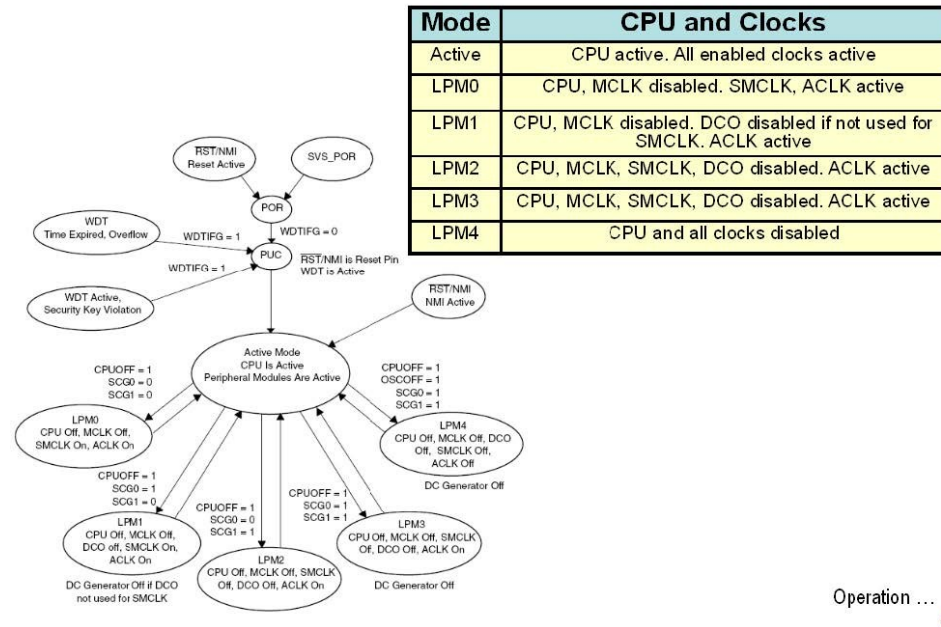 Mode CPU and Clocks
Active CPU active. All enabled clocks active
LPM0 CPU, MCLK disabled. SMCLK, ACLK active
LPM1 CPU, MCLK disabled. DCO disabled if not used for
SMCLK. ACLK active
LPM2 CPU, MCLK, SMCLK, DCO disabled. ACLK active
LPM3 CPU, MCLK, SMCLK, DCO disabled. ACLK active
LPM4 CPU and all clocks disabled
RST/NMI
Reset Active
SVS_POR
POR
WDTIFG = 0
WDT
Time Expired, Overflow
WDTIFG = 1
PUC
RST/NMI is Reset Pin
WDT is Active
WDTIFG = 1
WDT Active,
Security Key Violation
RST/NMI
NMI Active
Active Mode
CPU Is Active
Peripheral Modules Are Active
CPUOFF = 1
SCG0 = 0
SCG1 = 0
CPUOFF = 1
OSCOFF = 1
SCG0 = 1
SCG1 = 1
LPM0
CPU Off, MCLK Off,
SMCLK On, ACLK On
LPM4
CPU Off, MCLK Off, DCO
Off, SMCLK Off,
ACLK Off
DC Generator Off
CPUOFF = 1
SCG0 = 1
SCG1 = 0
CPUOFF = 1
SCG0 = 0
SCG1 = 1
CPUOFF = 1
SCG0 = 1
SCG1 = 1
LPM1
CPU Off, MCLK Off,
DCO off, SMCLK On,
ACLK On
DC Generator Off if DCO
not used for SMCLK
LPM2
CPU Off, MCLK Off, SMCLK
Off, DCO Off, ACLK On
LPM3
CPU Off, MCLK Off, SMCLK
Off, DCO Off, ACLK On
DC Generator Off
Operation ...